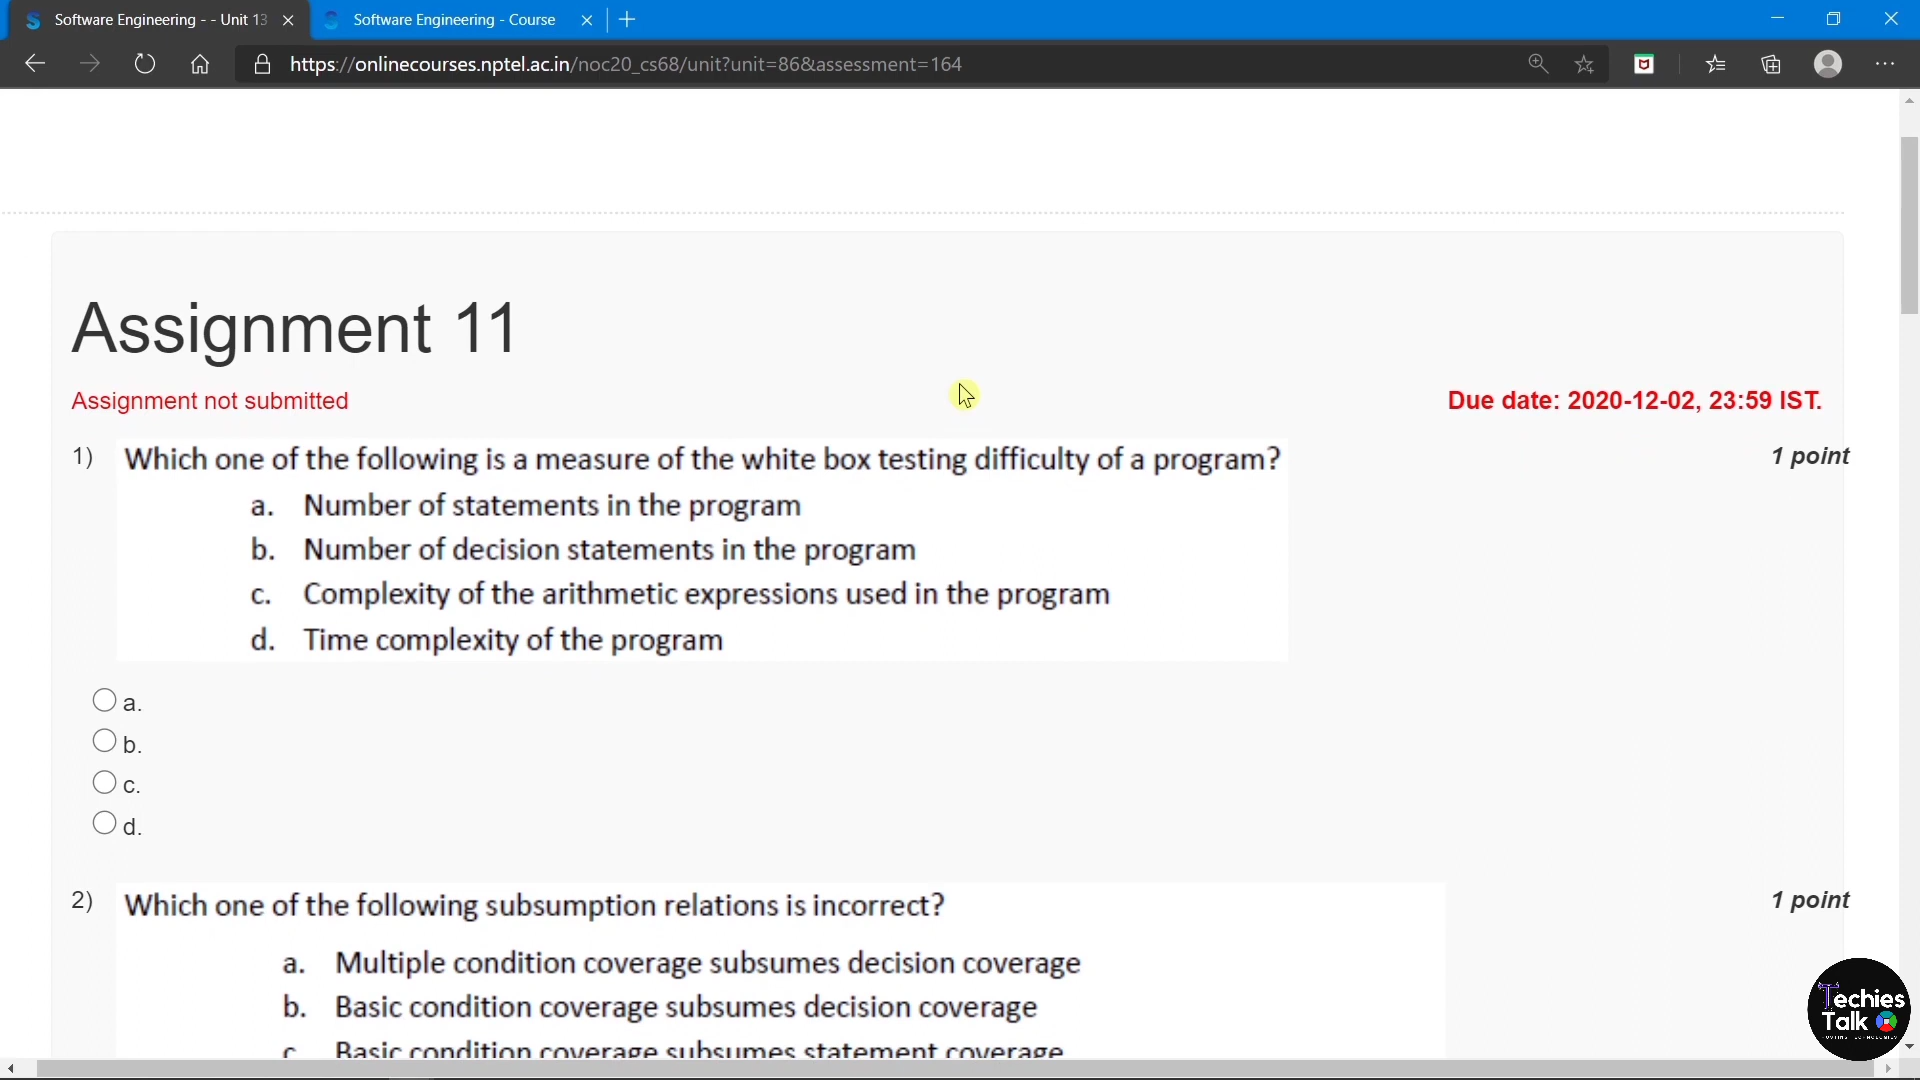 Software Engineering - - Unit 13
Software Engineering - Course
https://onlinecourses.nptel.ac.in/noc20_cs68/unit?unit=86&assessment=164
Assignment 11
Assignment not submitted
Due date: 2020-12-02, 23:59 IST.
1) Which one of the following is a measure of the white box testing difficulty of a program? 1 point
a. Number of statements in the program
b. Number of decision statements in the program
c. Complexity of the arithmetic expressions used in the program
d. Time complexity of the program
a.
b.
c.
d.
2) Which one of the following subsumption relations is incorrect? 1 point
a. Multiple condition coverage subsumes decision coverage
b. Basic condition coverage subsumes decision coverage
c Basic condition coverage subsumes statement coverage
Techies
Talk